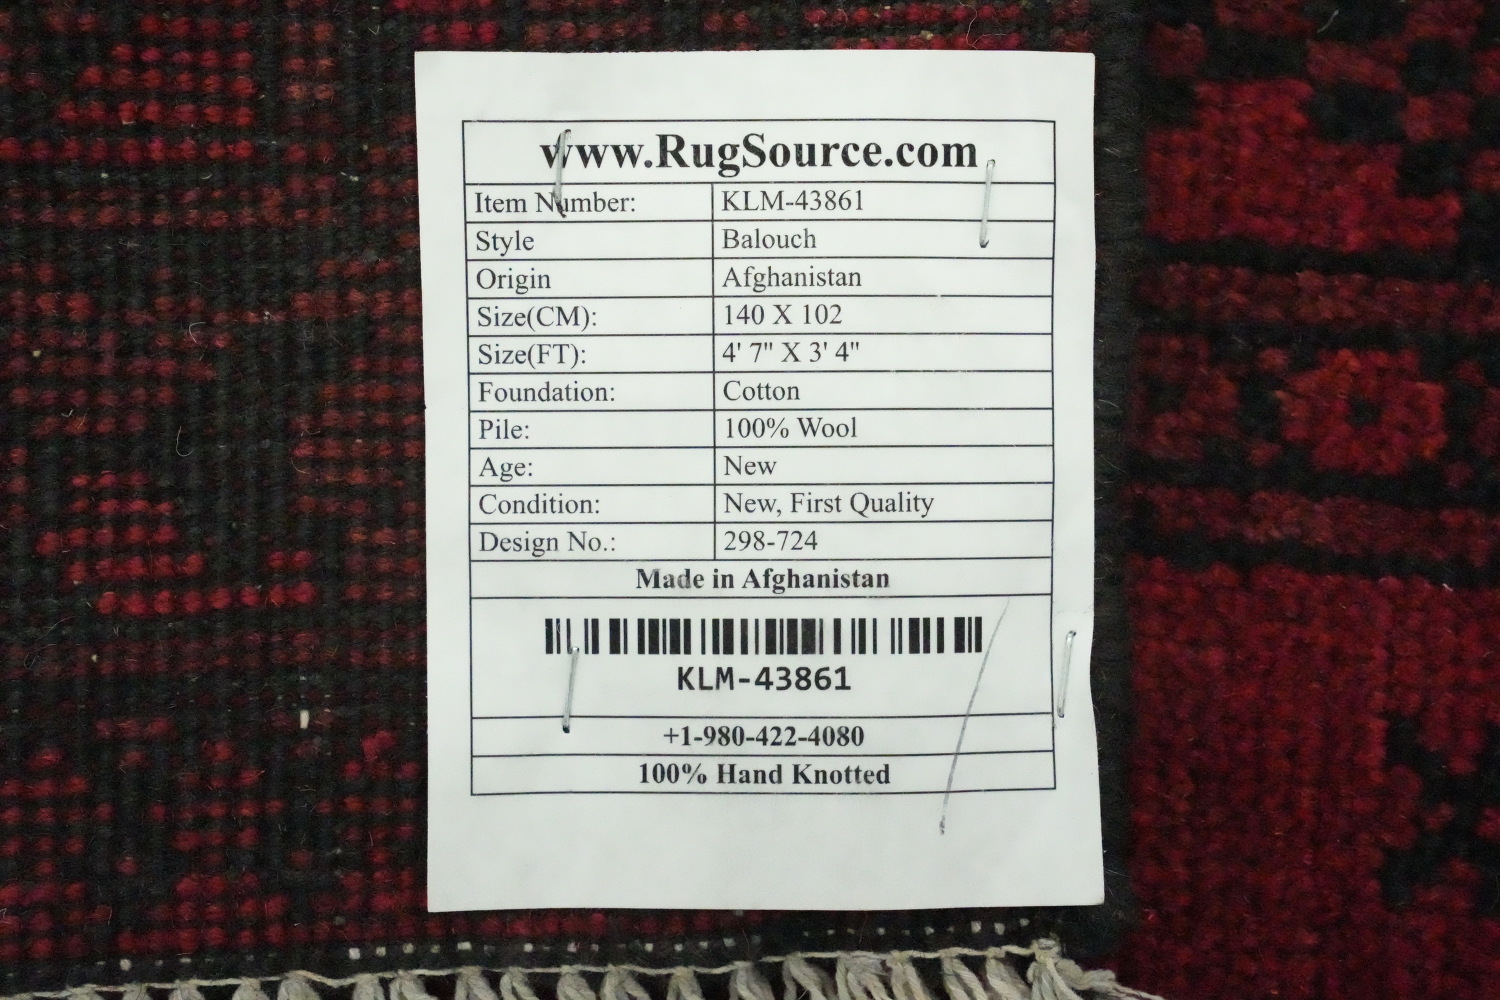 www.RugSource.com
Item Number: KLM-43861
Style Balouch
Origin Afghanistan
Size(CM): 140 X 102
Size(FT): 4' 7" X 3' 4"
Foundation: Cotton
Pile: 100% Wool
Age: New
Condition: New, First Quality
Design No.: 298-724
Made in Afghanistan
KLM-43861
+1-980-422-4080
100% Hand Knotted